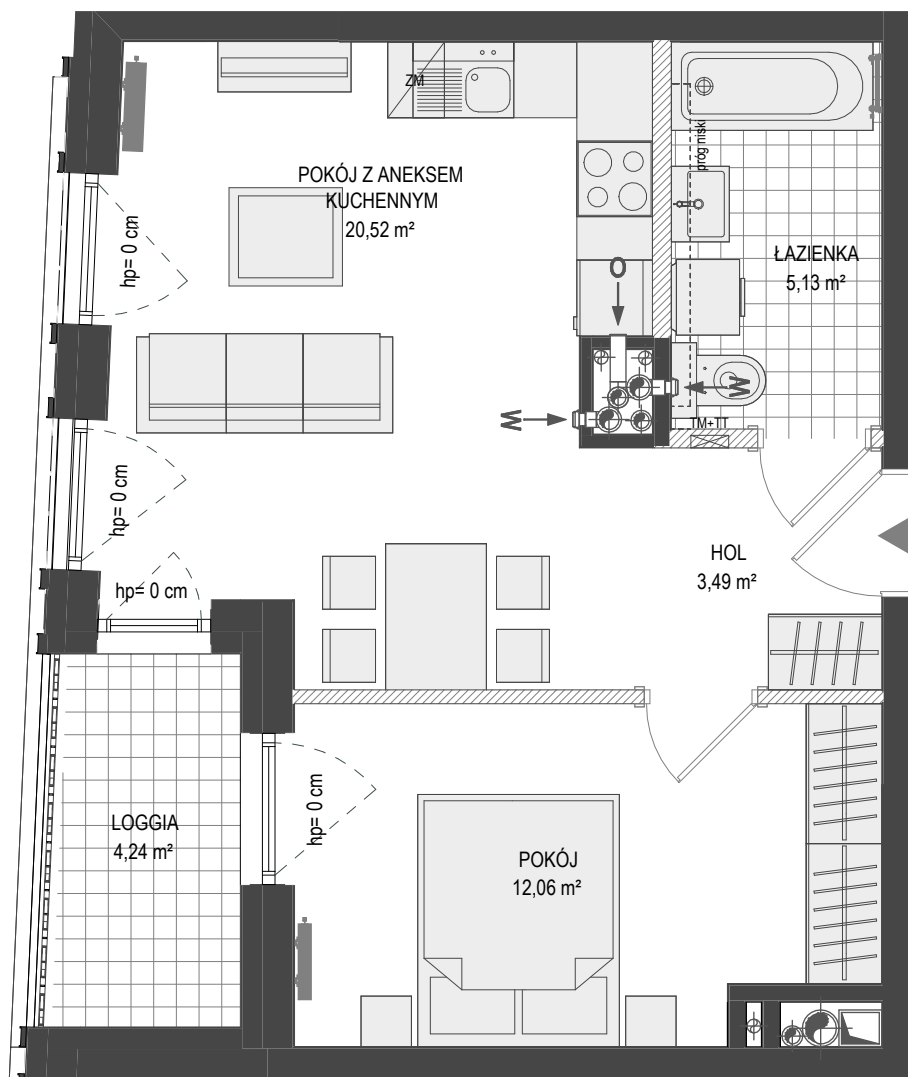 ZM
POKÓJ Z ANEKSEM
KUCHENNYM
20,52 m²
próg niski
hp= 0 cm
ŁAZIENKA
5,13 m²
O
W
W
TM+TT
hp= 0 cm
hp= 0 cm
HOL
3,49 m²
hp= 0 cm
LOGGIA
4,24 m²
POKÓJ
12,06 m²